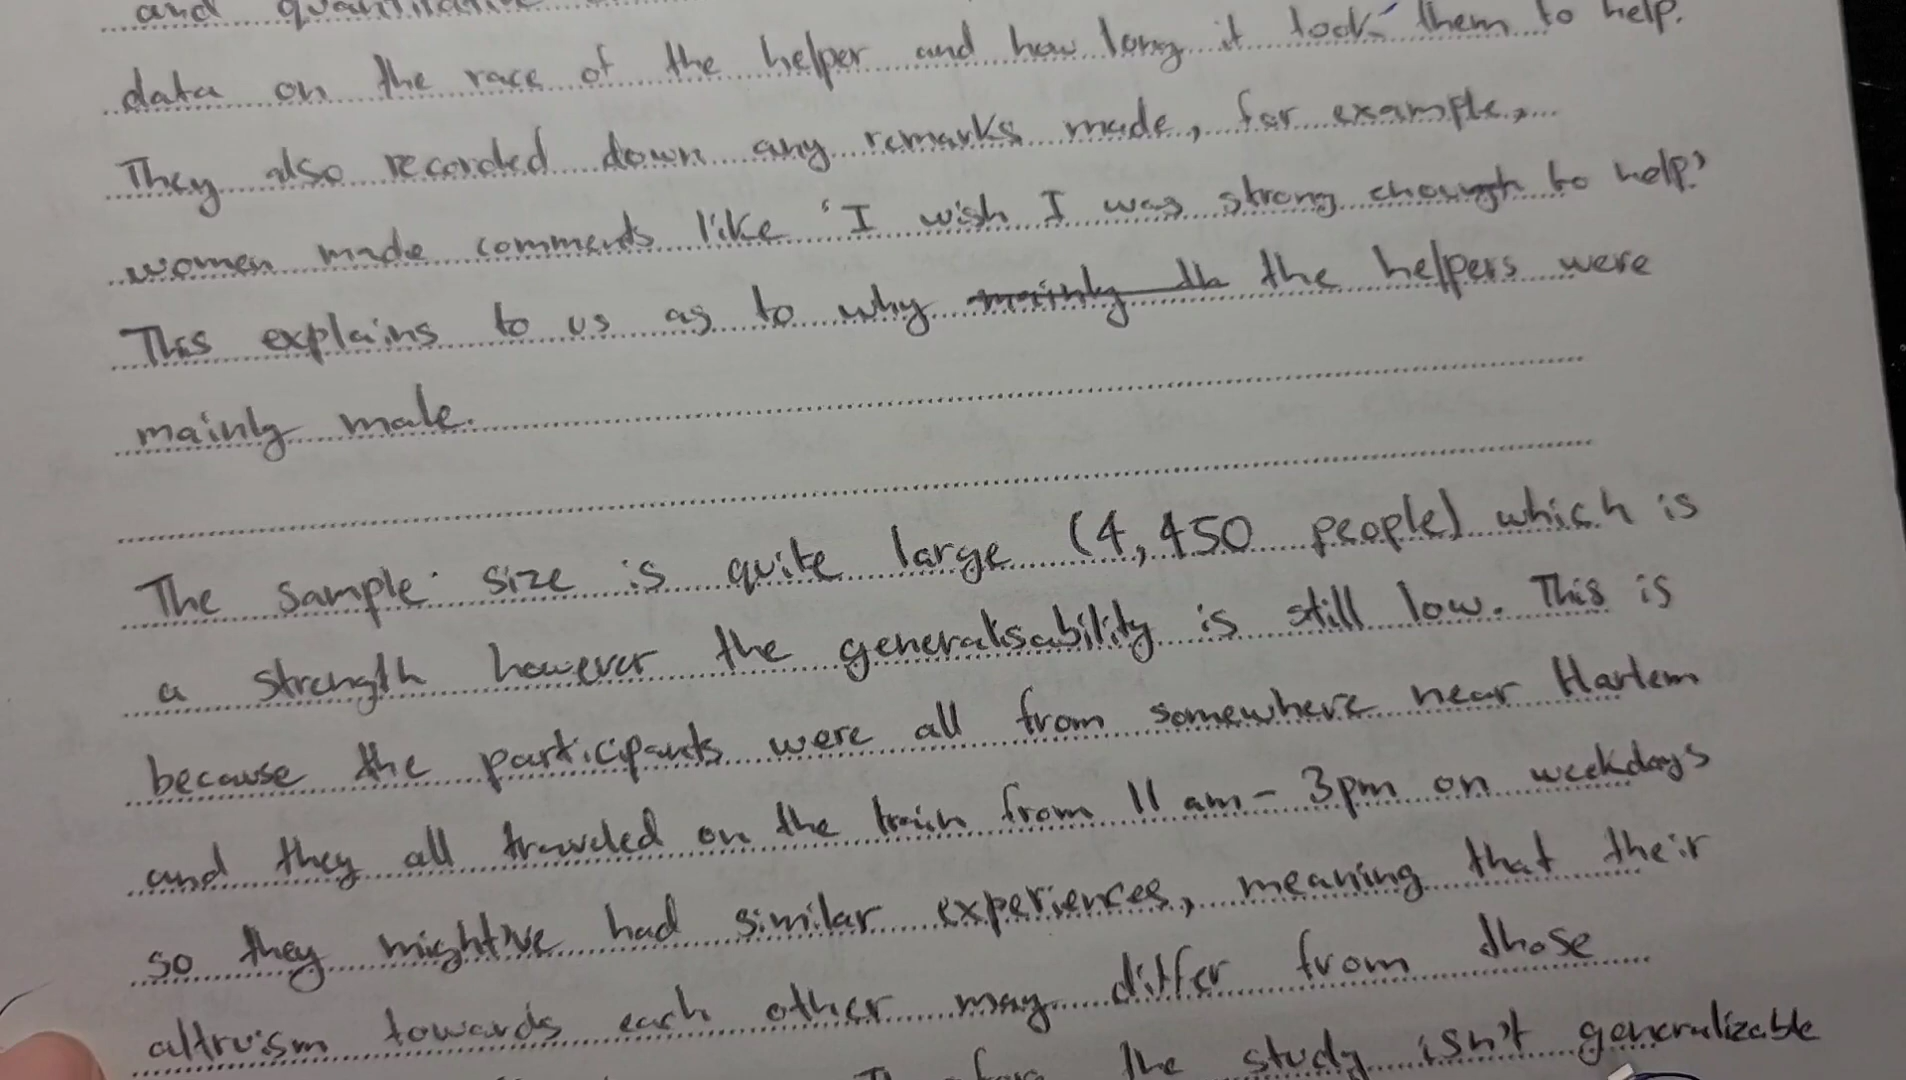 and quantitative
data on the race of the helper and how long it took them to help.
They also recorded down any remarks made, for example,
women made comments like 'I wish I was strong enough to help.'
This explains to us as to why mainly th the helpers were
mainly male.
The sample size is quite large (4,450 people) which is
a strength however the generalisability is still low. This is
because the participants were all from somewhere near Harlem
and they all traveled on the train from 11 am - 3pm on weekdays
so they might've had similar experiences, meaning that their
altruism towards each other may differ from those
the study isn't generalizable